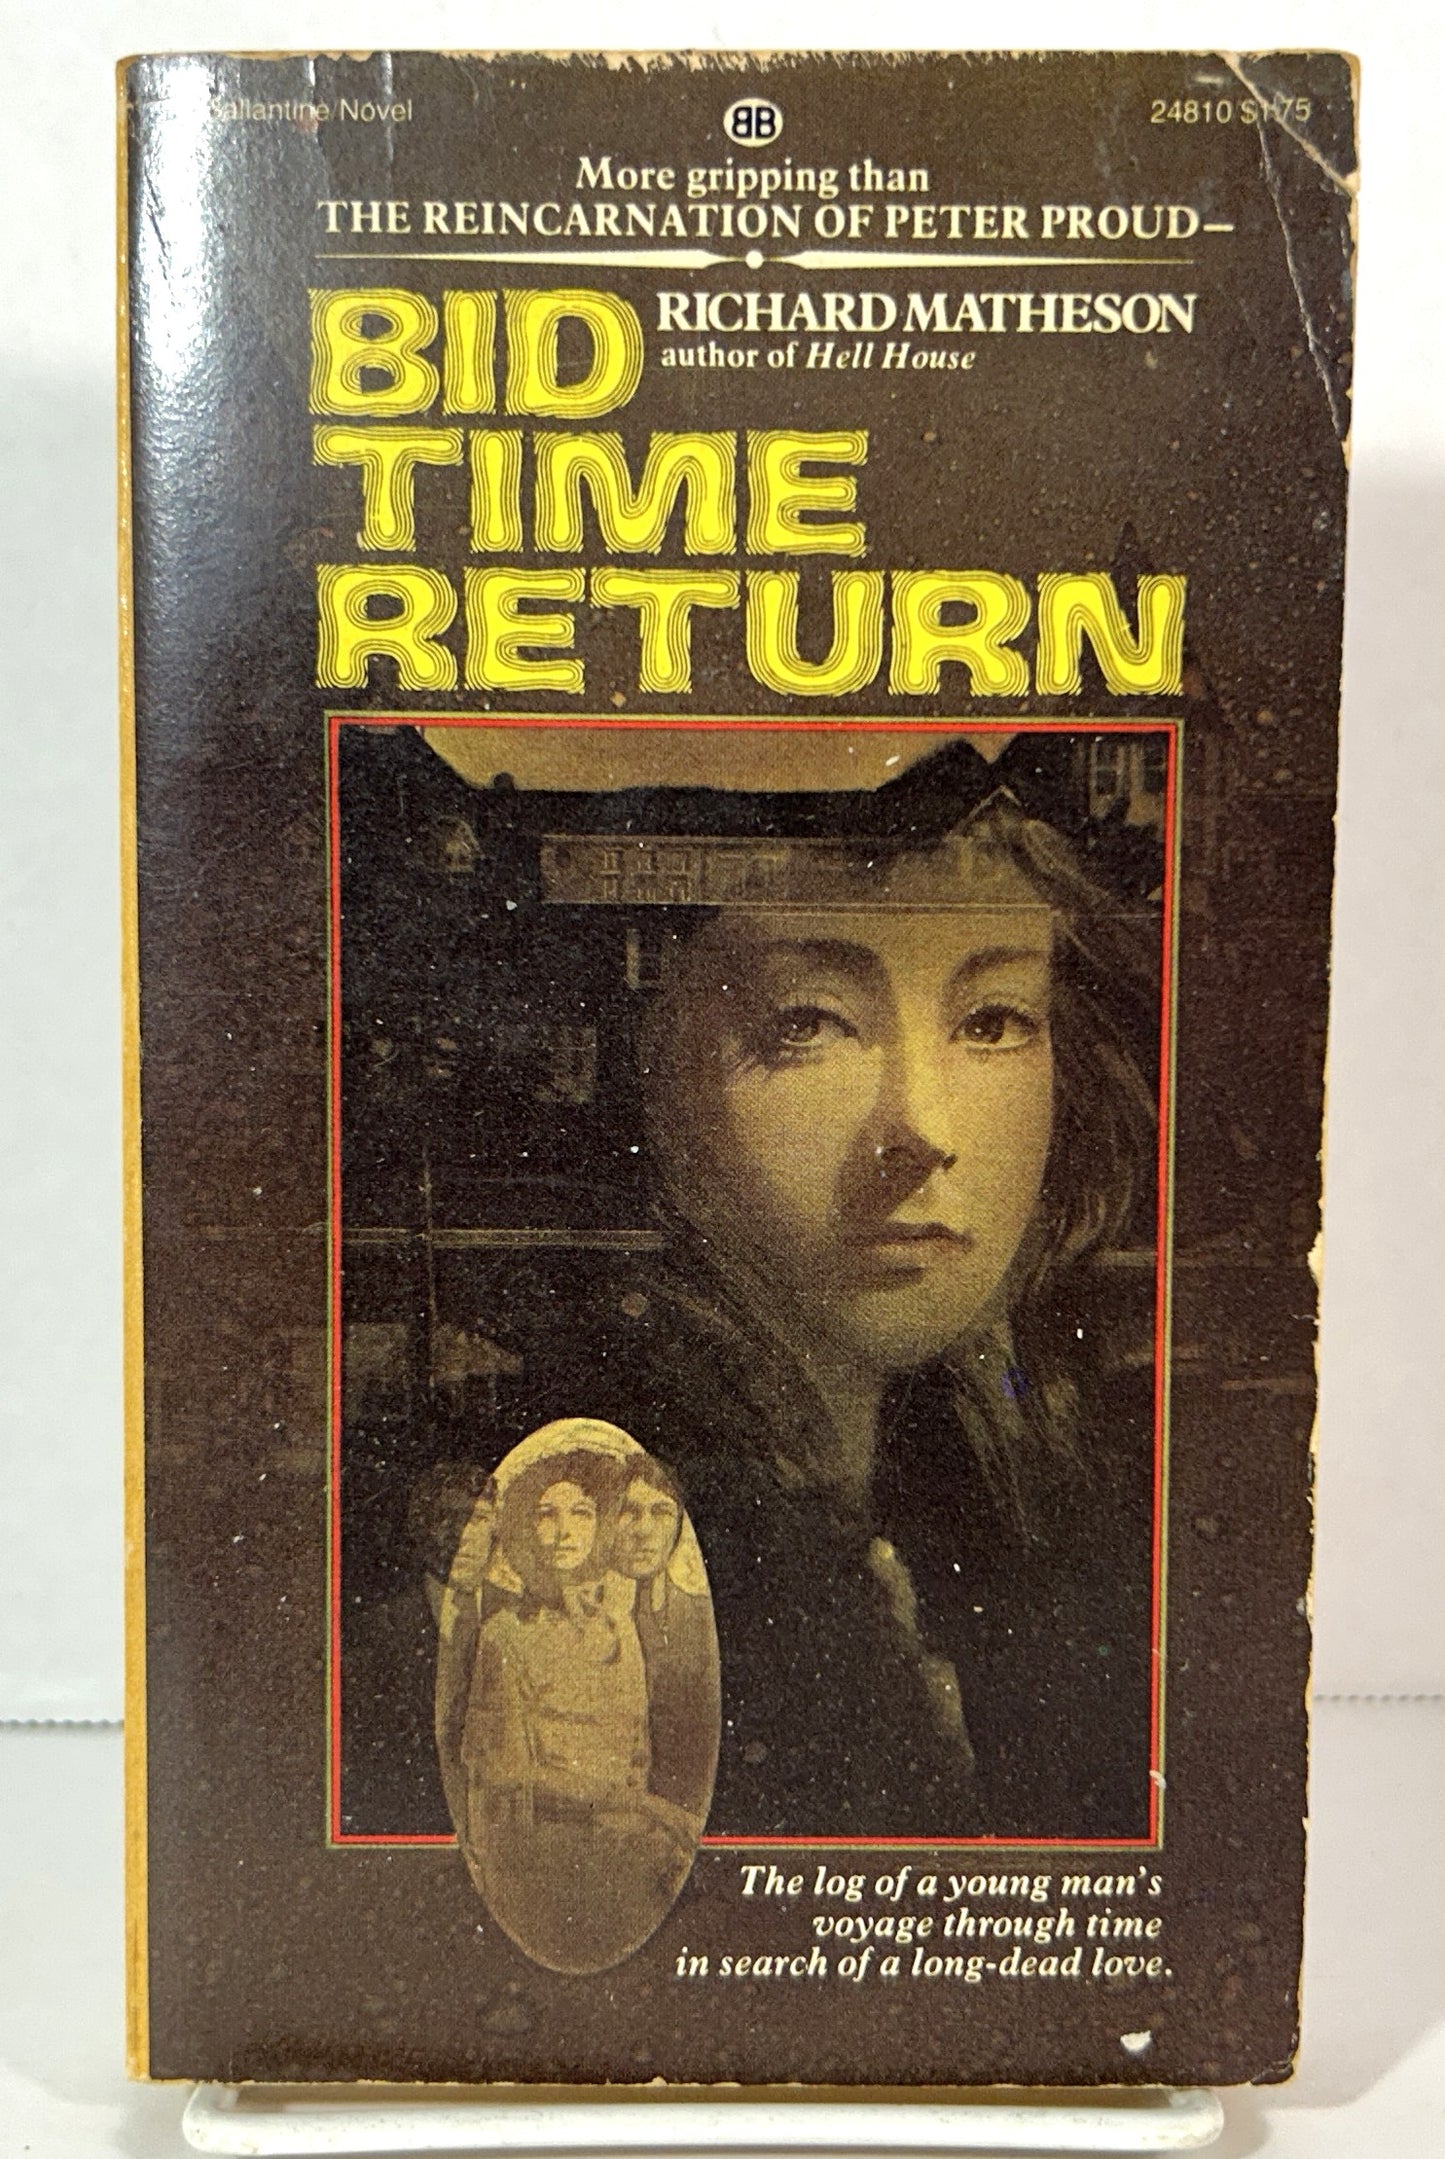 Ballantine/Novel
BB
24810 $1.75
More gripping than
THE REINCARNATION OF PETER PROUD—
BID
RICHARD MATHESON
author of Hell House
TIME
RETURN
The log of a young man's
voyage through time
in search of a long-dead love.